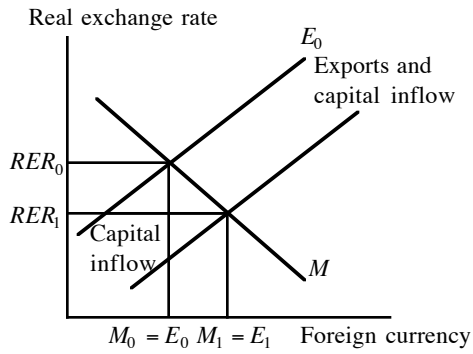 Real exchange rate
E₀
Exports and
capital inflow
RER₀
RER₁
Capital
inflow
M
M₀ = E₀ M₁ = E₁ Foreign currency